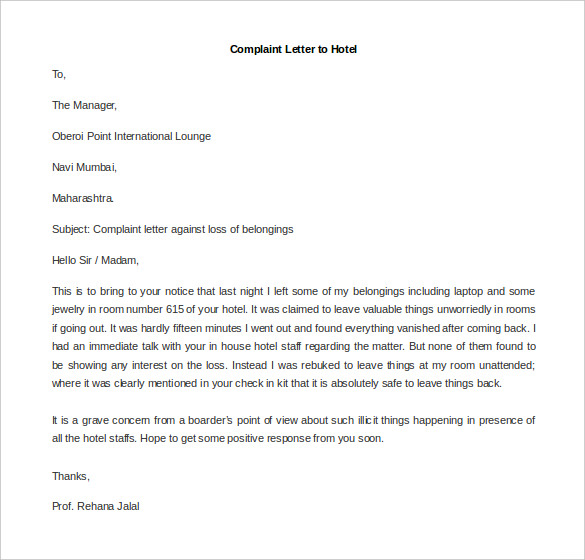 Complaint Letter to Hotel
To,
The Manager,
Oberoi Point International Lounge
Navi Mumbai,
Maharashtra.
Subject: Complaint letter against loss of belongings
Hello Sir / Madam,
This is to bring to your notice that last night I left some of my belongings including laptop and some
jewelry in room number 615 of your hotel. It was claimed to leave valuable things unworriedly in rooms
if going out. It was hardly fifteen minutes I went out and found everything vanished after coming back. I
had an immediate talk with your in house hotel staff regarding the matter. But none of them found to
be showing any interest on the loss. Instead I was rebuked to leave things at my room unattended;
where it was clearly mentioned in your check in kit that it is absolutely safe to leave things back.
It is a grave concern from a boarder's point of view about such illicit things happening in presence of
all the hotel staffs. Hope to get some positive response from you soon.
Thanks,
Prof. Rehana Jalal